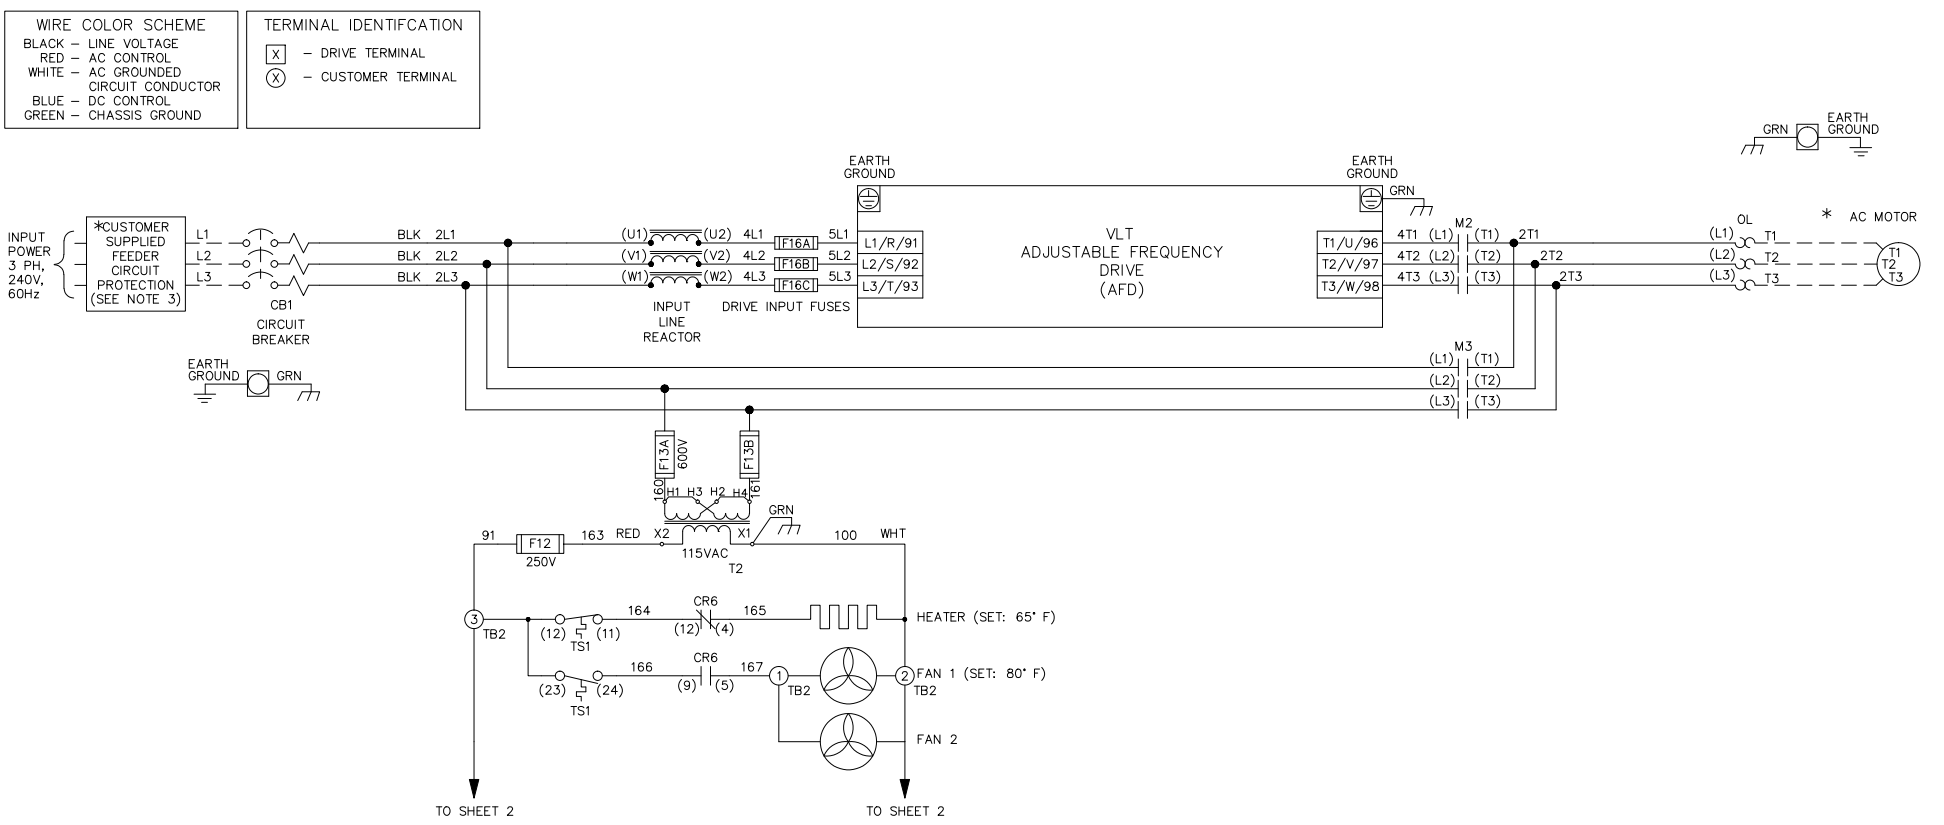 WIRE COLOR SCHEME
BLACK – LINE VOLTAGE
RED – AC CONTROL
WHITE – AC GROUNDED
CIRCUIT CONDUCTOR
BLUE – DC CONTROL
GREEN – CHASSIS GROUND
TERMINAL IDENTIFCATION
X – DRIVE TERMINAL
X – CUSTOMER TERMINAL
INPUT
POWER
3 PH,
240V,
60Hz
*CUSTOMER
SUPPLIED
FEEDER
CIRCUIT
PROTECTION
(SEE NOTE 3)
L1
L2
L3
CB1
CIRCUIT
BREAKER
EARTH
GROUND
GRN
BLK 2L1
BLK 2L2
BLK 2L3
(U1) (U2) 4L1 F16A 5L1
(V1) (V2) 4L2 F16B 5L2
(W1) (W2) 4L3 F16C 5L3
INPUT
LINE
REACTOR
DRIVE INPUT FUSES
EARTH
GROUND
L1/R/91
L2/S/92
L3/T/93
VLT
ADJUSTABLE FREQUENCY
DRIVE
(AFD)
EARTH
GROUND
GRN
T1/U/96
T2/V/97
T3/W/98
M2
4T1 (L1) (T1) 2T1
4T2 (L2) (T2) 2T2
4T3 (L3) (T3) 2T3
M3
(L1) (T1)
(L2) (T2)
(L3) (T3)
GRN
EARTH
GROUND
OL
(L1) T1
(L2) T2
(L3) T3
* AC MOTOR
T1
T2
T3
F13A
600V
F13B
160
H1 H3 H2 H4
161
GRN
91 F12 163 RED X2 X1 100 WHT
250V
115VAC
T2
3
TB2
(12) (11)
TS1
164
CR6
(12) (4)
165
HEATER (SET: 65° F)
(23) (24)
TS1
166
CR6
(9) (5)
167
1
TB2
2
TB2
FAN 1 (SET: 80° F)
FAN 2
TO SHEET 2
TO SHEET 2